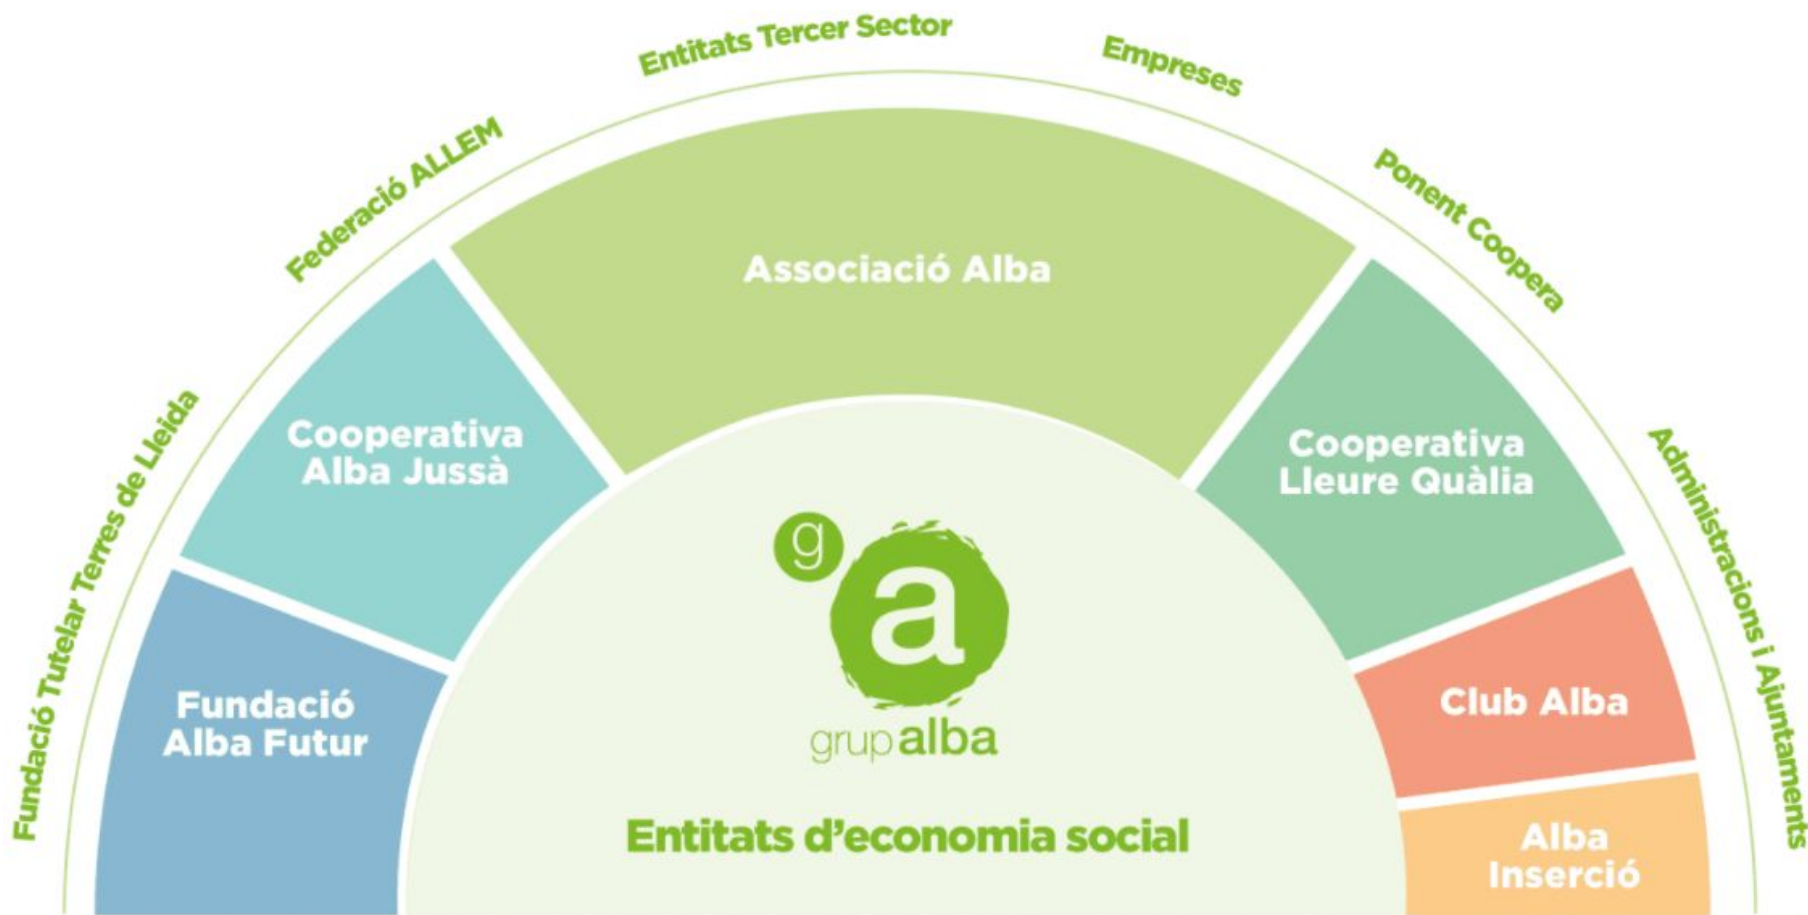 Fundació Tutelar Terres de Lleida
Federació ALLEM
Entitats Tercer Sector
Empreses
Ponent Coopera
Administracions i Ajuntaments
Fundació
Alba Futur
Cooperativa
Alba Jussà
Associació Alba
Cooperativa
Lleure Quàlia
Club Alba
Alba
Inserció
g
a
grup alba
Entitats d’economia social